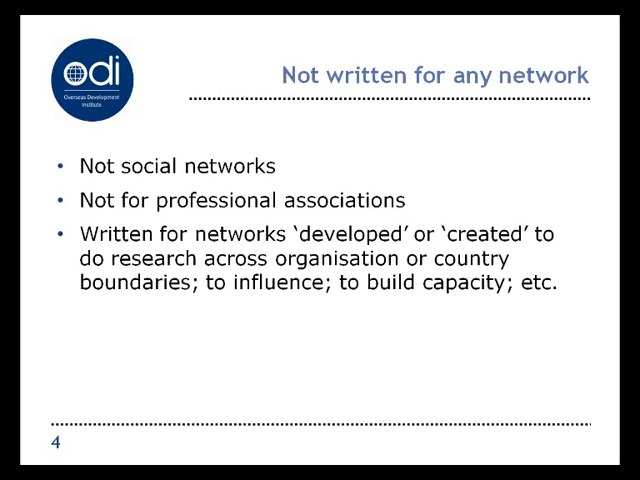 odi
Overseas Development
Institute
Not written for any network
• Not social networks
• Not for professional associations
• Written for networks ‘developed’ or ‘created’ to
do research across organisation or country
boundaries; to influence; to build capacity; etc.
4